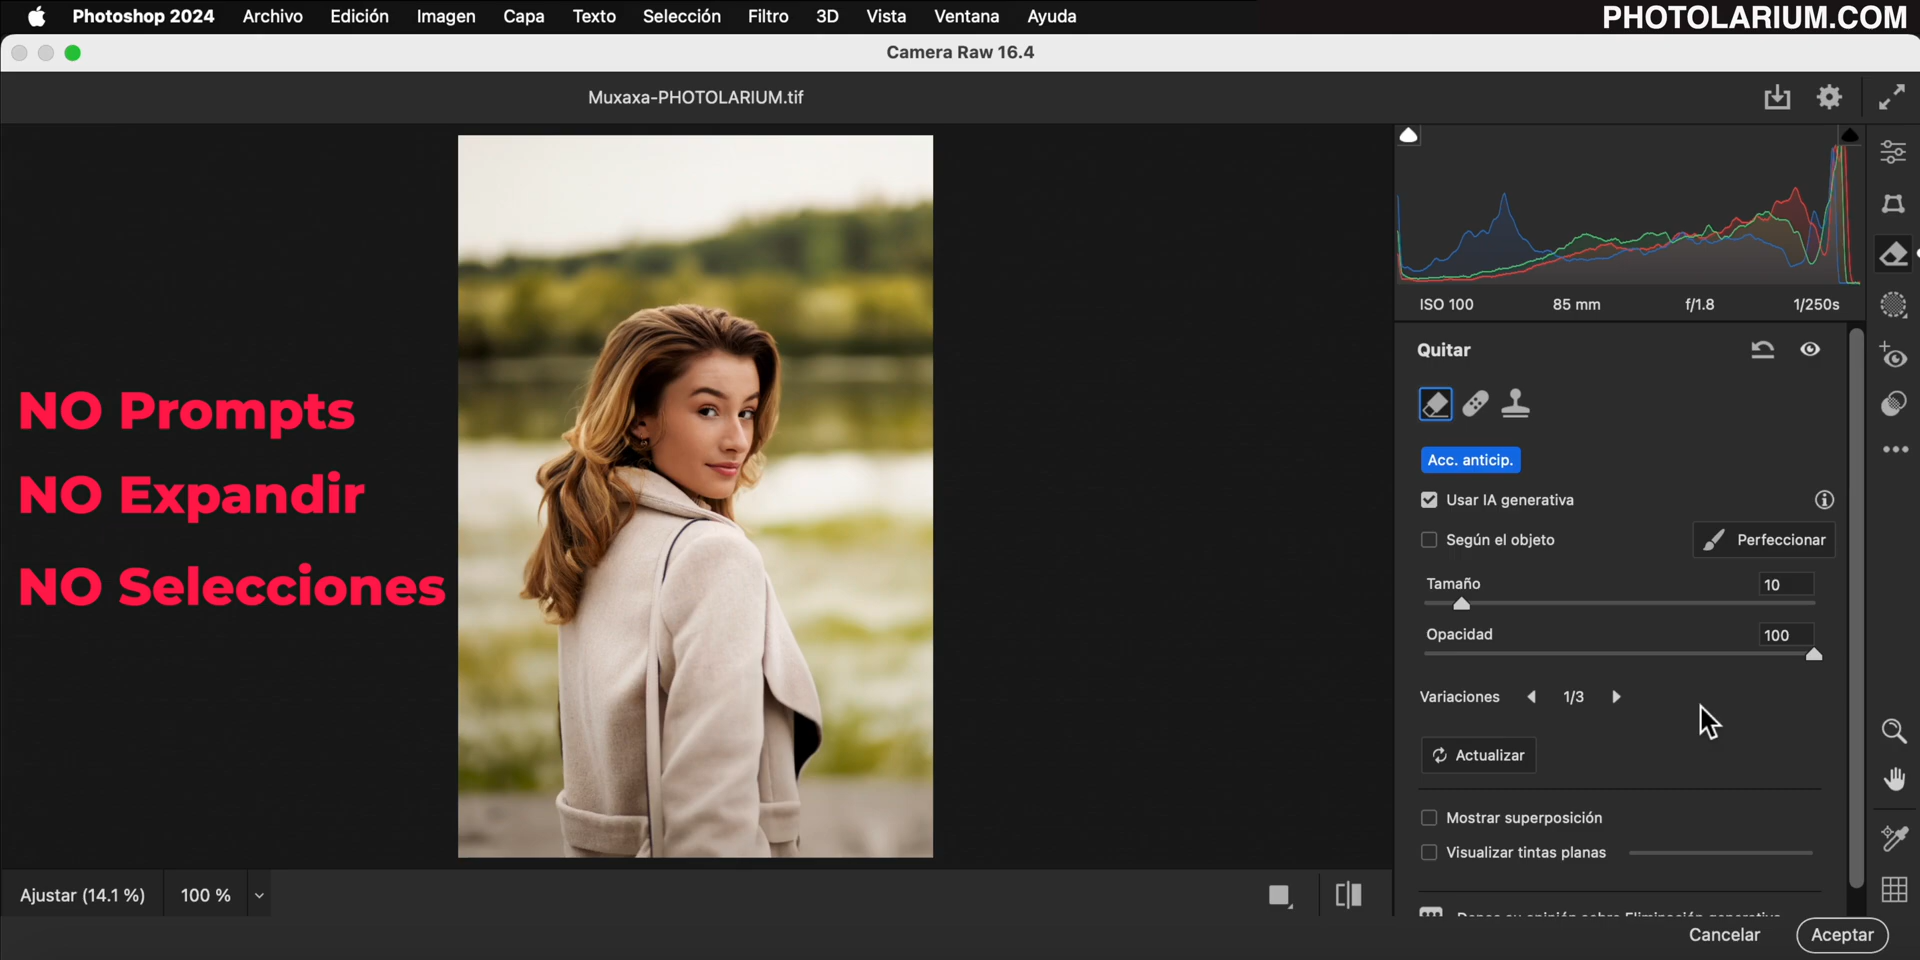 Photoshop 2024 Archivo Edición Imagen Capa Texto Selección Filtro 3D Vista Ventana Ayuda
PHOTOLARIUM.COM
Camera Raw 16.4
Muxaxa-PHOTOLARIUM.tif
ISO 100 85 mm f/1.8 1/250s
Quitar
NO Prompts
NO Expandir
NO Selecciones
Acc. anticip.
Usar IA generativa
Según el objeto
Perfeccionar
Tamaño 10
Opacidad 100
Variaciones 1/3
Actualizar
Mostrar superposición
Visualizar tintas planas
Ajustar (14.1 %) 100 %
Cancelar Aceptar